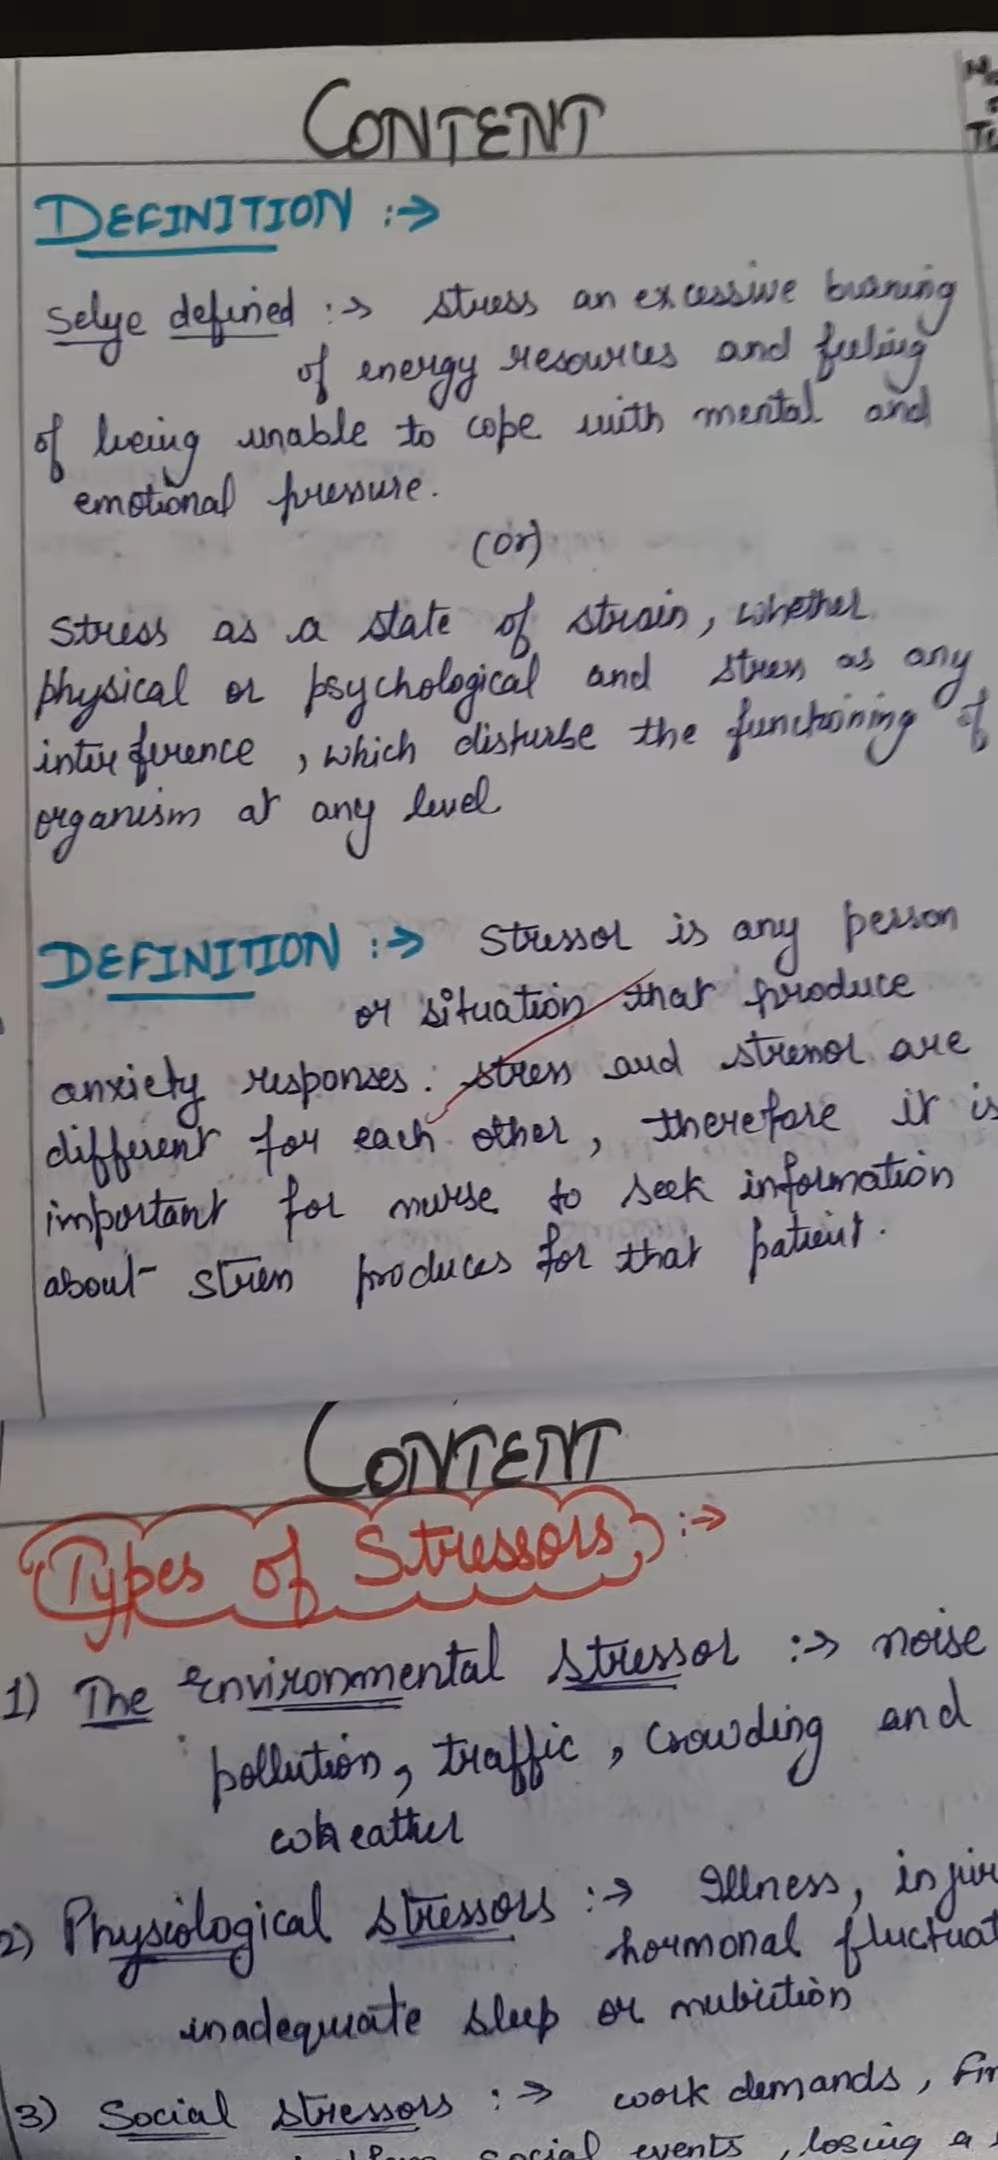 CONTENT
DEFINITION :→
Selye defined :→ stress an excessive
of energy resources and feeling
of being unable to cope with mental and
emotional pressure.
(or)
Stress as a state of strain, whether
physical or psychological and stress as any
interference, which disturbe the functioning of
organism at any level
DEFINITION :→ Stressor is any person
or situation that produce
anxiety responses. stress and stressor are
different for each other, therefore it is
important for nurse to seek information
about stress produces for that patient.
CONTENT
Types of Stressors :→
1) The Environmental stressor :→ noise
pollution, traffic, crowding and
2) Physiological stressors :→ Illness, injur
hormonal fluctuat
inadequate sleep or nutrition
3) Social stressors :→ work demands, Fin
social events, losing a